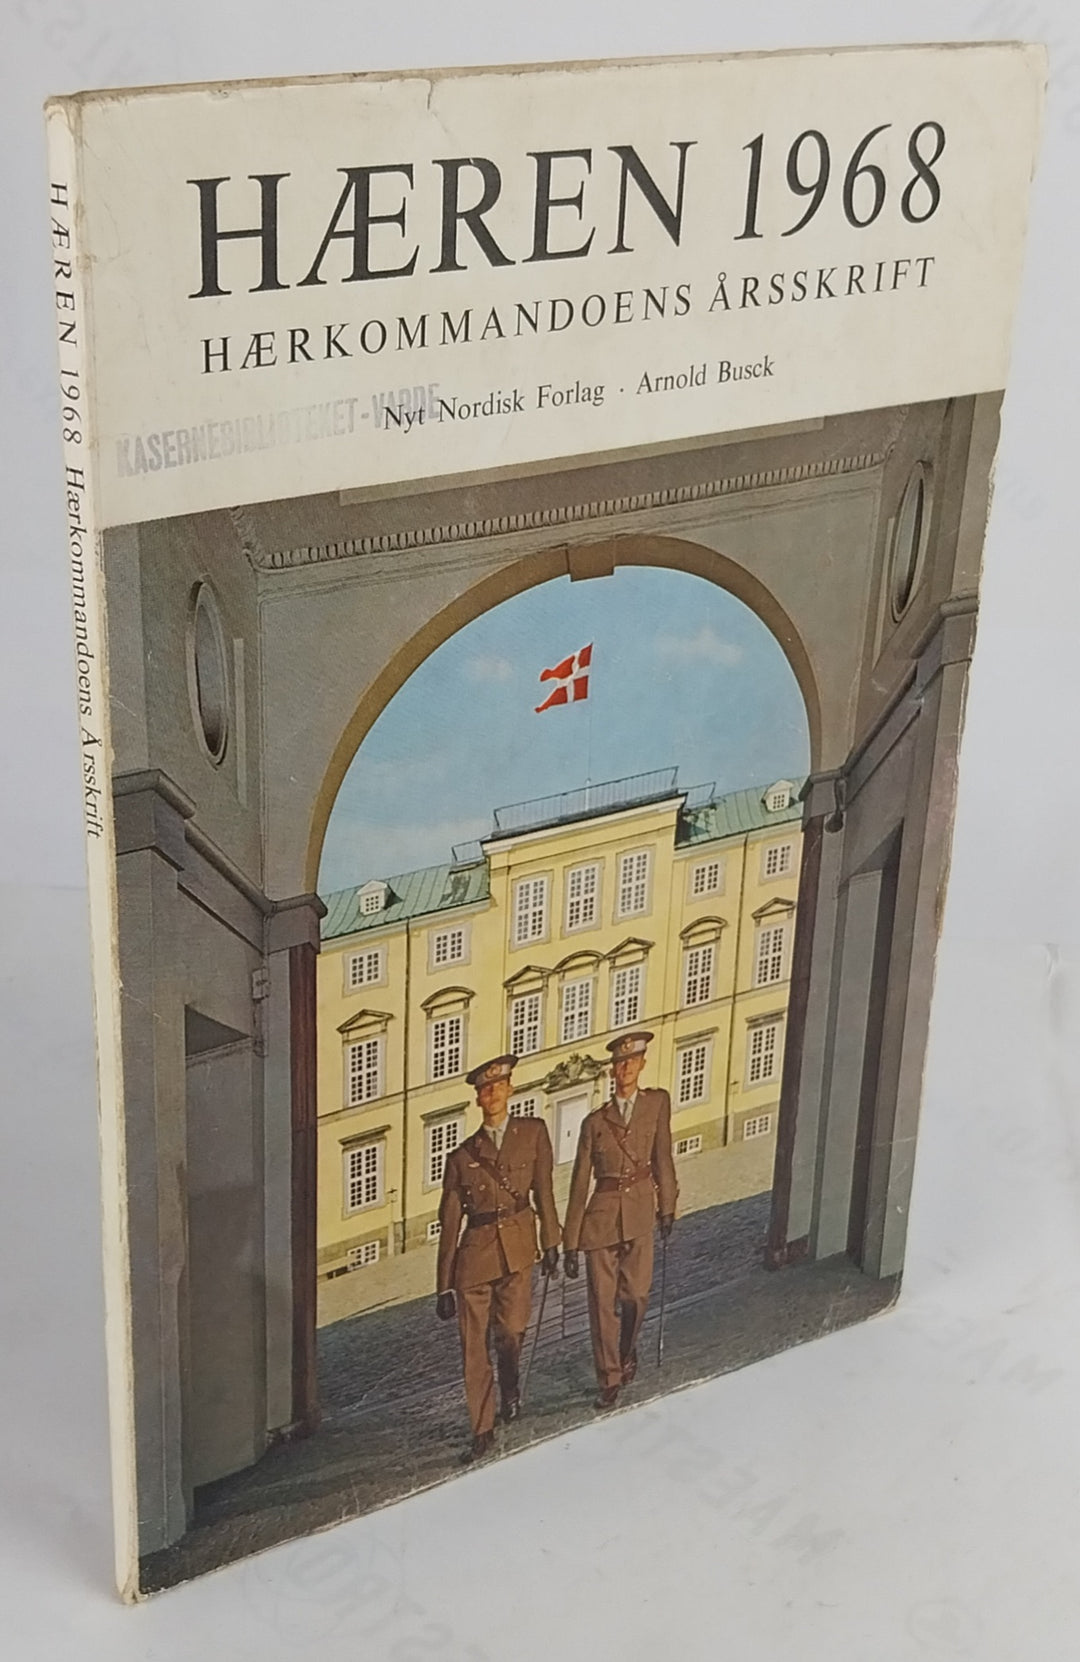 HÆREN 1968
HÆRKOMMANDOENS ÅRSSKRIFT
Nyt Nordisk Forlag · Arnold Busck
KASERNEBIBLIOTEKET-VARDE
HÆREN 1968 Hærkommandoens Årsskrift